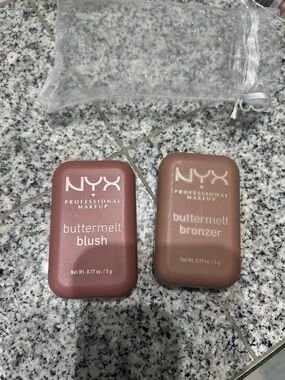 NYX
PROFESSIONAL
MAKEUP
buttermelt
blush
Net Wt. 0.17 oz. / 5 g
NYX
PROFESSIONAL
MAKEUP
buttermelt
bronzer
Net Wt. 0.17 oz. / 5 g